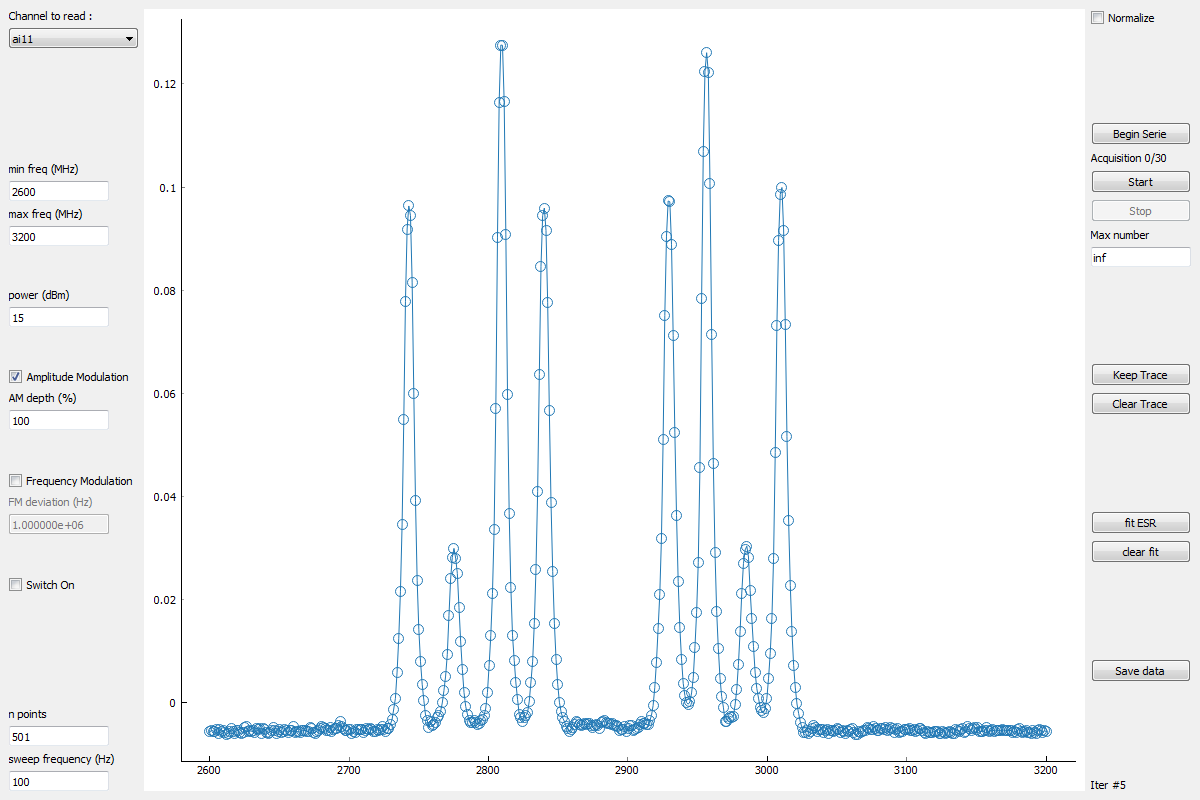 Channel to read :
ai11
min freq (MHz)
2600
max freq (MHz)
3200
power (dBm)
15
Amplitude Modulation
AM depth (%)
100
Frequency Modulation
FM deviation (Hz)
1.000000e+06
Switch On
n points
501
sweep frequency (Hz)
100
0.12
0.1
0.08
0.06
0.04
0.02
0
2600 2700 2800 2900 3000 3100 3200
Normalize
Begin Serie
Acquisition 0/30
Start
Stop
Max number
inf
Keep Trace
Clear Trace
fit ESR
clear fit
Save data
Iter #5